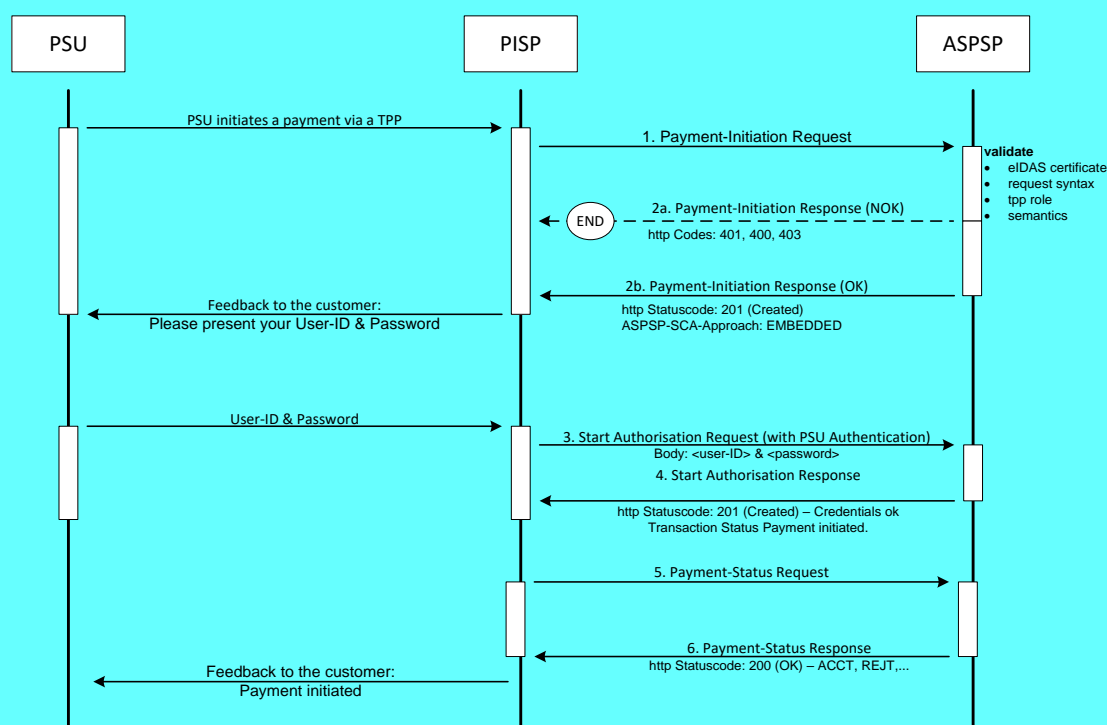 PSU
PISP
ASPSP
PSU initiates a payment via a TPP
1. Payment-Initiation Request
validate
• eIDAS certificate
• request syntax
• tpp role
• semantics
2a. Payment-Initiation Response (NOK)
END
http Codes: 401, 400, 403
2b. Payment-Initiation Response (OK)
http Statuscode: 201 (Created)
ASPSP-SCA-Approach: EMBEDDED
Feedback to the customer:
Please present your User-ID & Password
User-ID & Password
3. Start Authorisation Request (with PSU Authentication)
Body: <user-ID> & <password>
4. Start Authorisation Response
http Statuscode: 201 (Created) – Credentials ok
Transaction Status Payment initiated.
5. Payment-Status Request
6. Payment-Status Response
http Statuscode: 200 (OK) – ACCT, REJT,...
Feedback to the customer:
Payment initiated